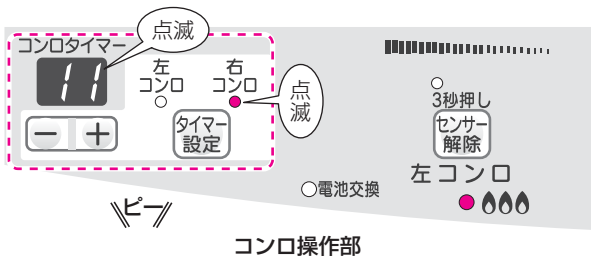 点滅
コンロタイマー
11
左
コンロ
右
コンロ
点
滅
タイマー
設定
3秒押し
センサー
解除
左コンロ
電池交換
ピー
コンロ操作部